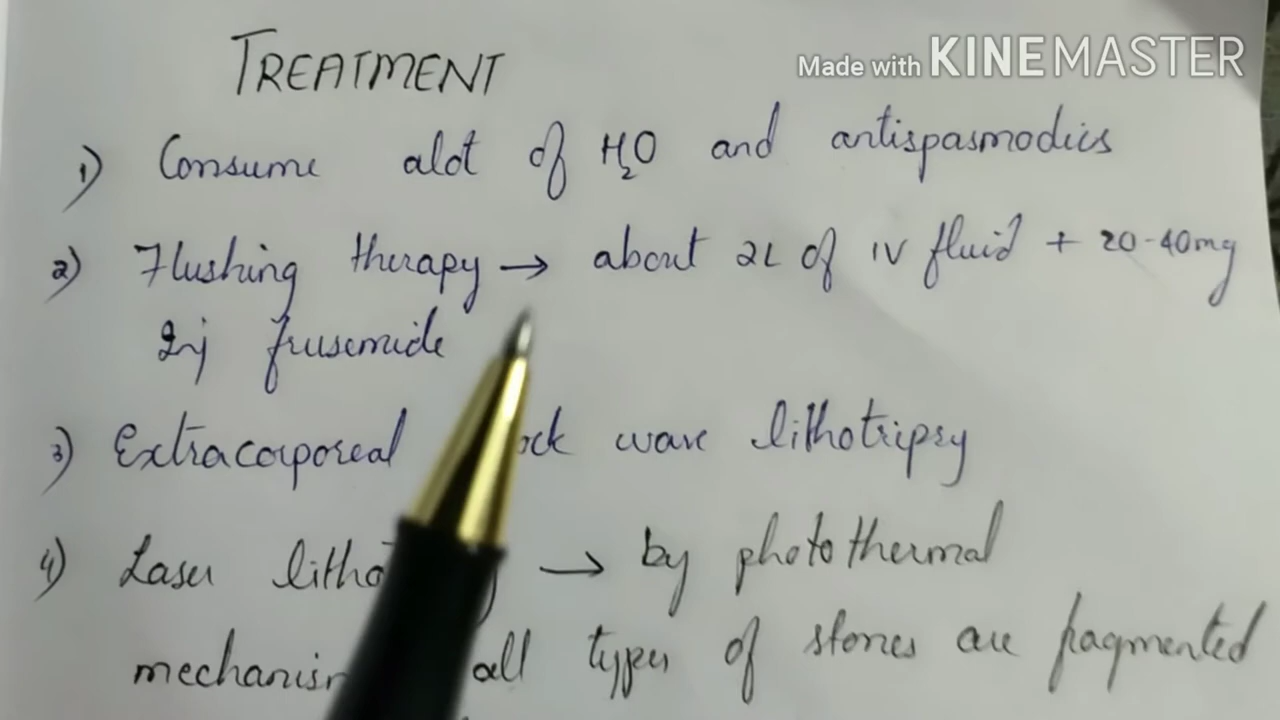 Made with KINEMASTER
TREATMENT
1) Consume alot of H₂O and antispasmodics
2) Flushing therapy → about 2L of IV fluid + 20-40mg
Inj frusemide
3) Extracorporeal wave lithotripsy
4) Laser → by photothermal
all types of stones are fragmented